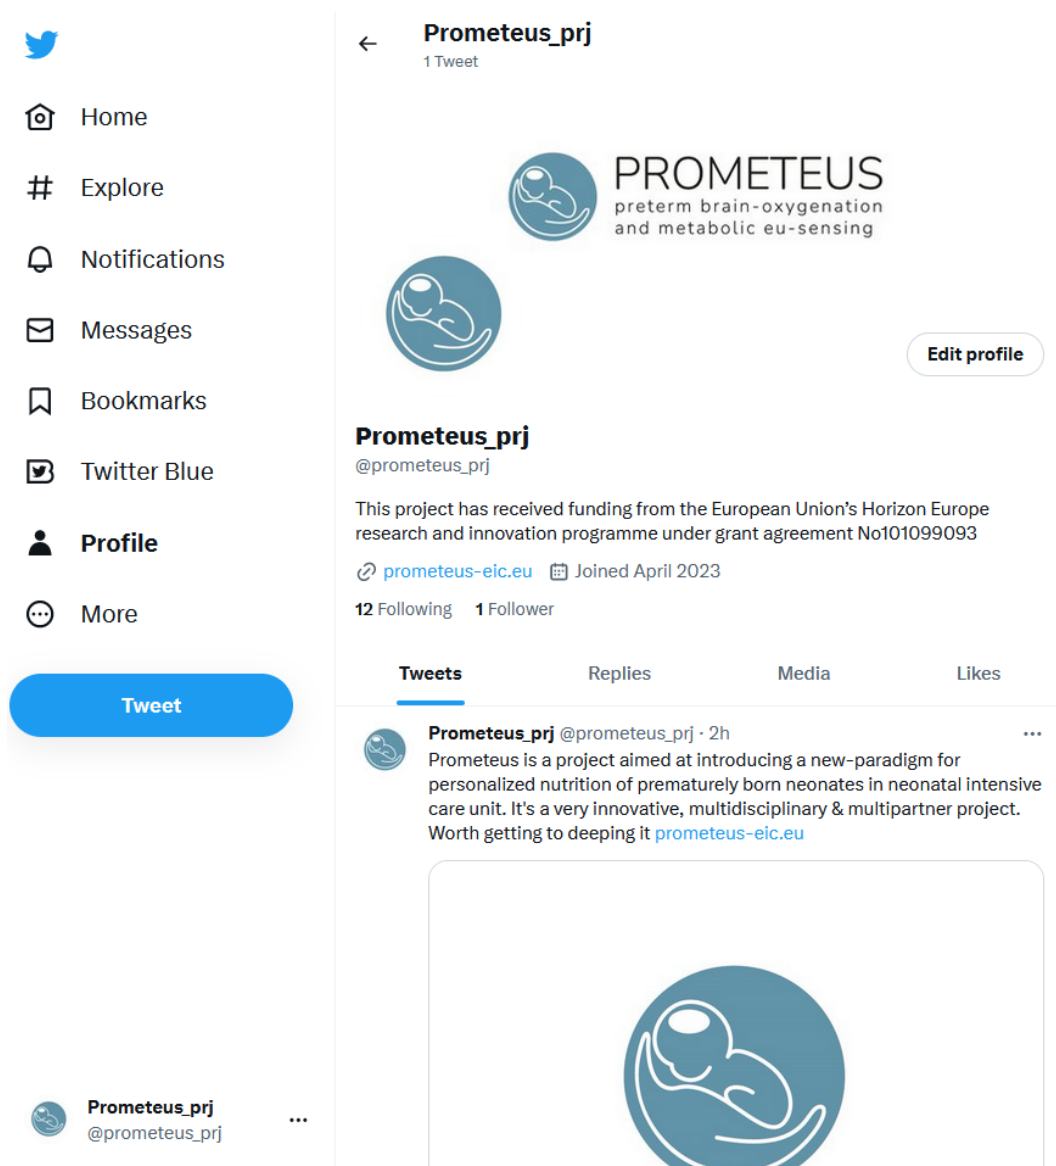 Home
Explore
Notifications
Messages
Bookmarks
Twitter Blue
Profile
More
Tweet
Prometeus_prj
@prometeus_prj
Prometeus_prj
1 Tweet
PROMETEUS
preterm brain-oxygenation
and metabolic eu-sensing
Edit profile
Prometeus_prj
@prometeus_prj
This project has received funding from the European Union’s Horizon Europe
research and innovation programme under grant agreement No101099093
prometeus-eic.eu Joined April 2023
12 Following 1 Follower
Tweets Replies Media Likes
Prometeus_prj @prometeus_prj · 2h
Prometeus is a project aimed at introducing a new-paradigm for
personalized nutrition of prematurely born neonates in neonatal intensive
care unit. It's a very innovative, multidisciplinary & multipartner project.
Worth getting to deeping it prometeus-eic.eu